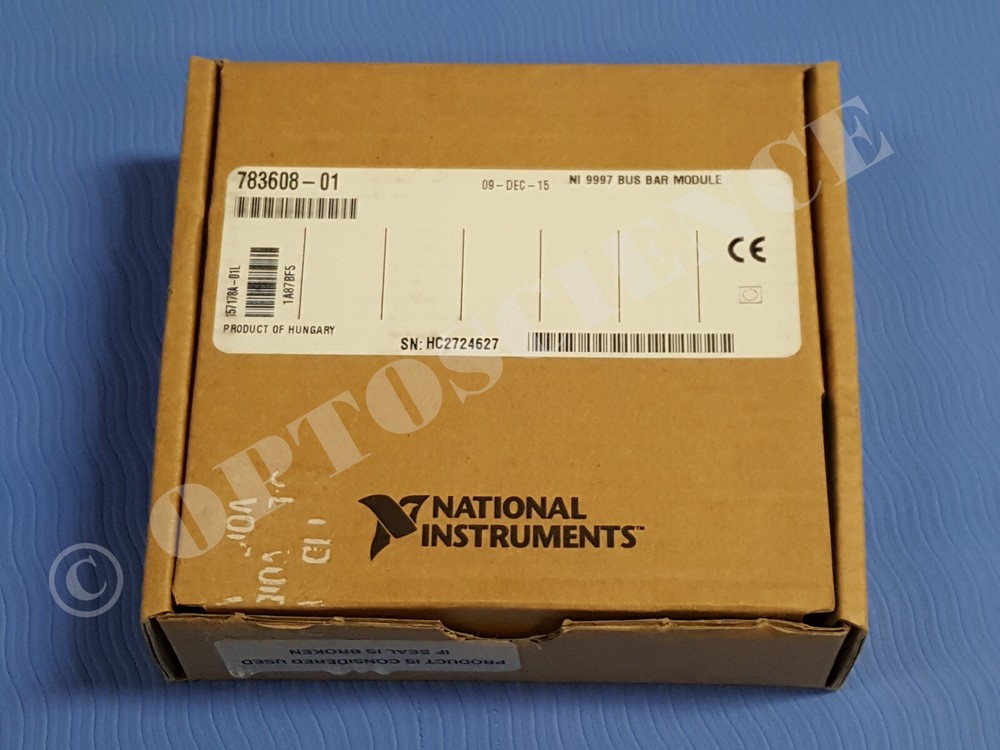 783608-01
09-DEC-15
NI 9997 BUS BAR MODULE
157178A-01L
1A87BF5
CE
PRODUCT OF HUNGARY
SN: HC2724627
NATIONAL
INSTRUMENTS™
PRODUCT IS CONSIDERED USED
IF SEAL IS BROKEN
© OPTOSCIENCE